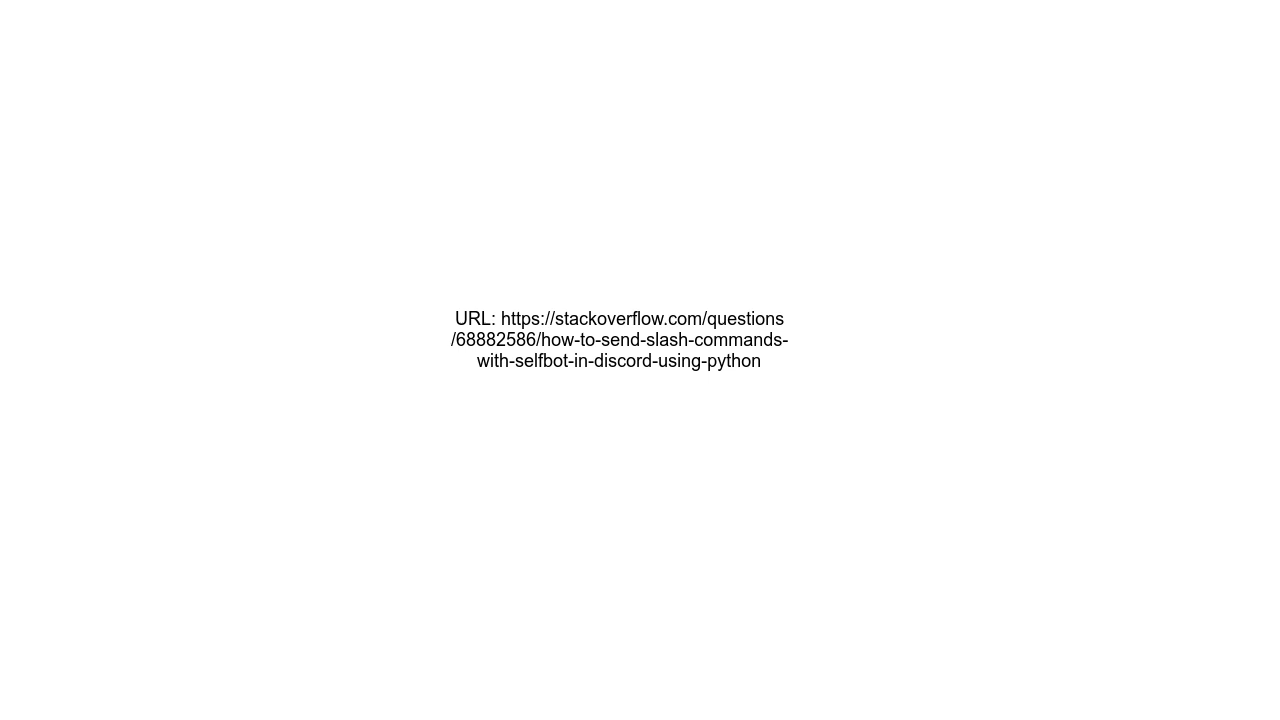 URL: https://stackoverflow.com/questions
/68882586/how-to-send-slash-commands-
with-selfbot-in-discord-using-python